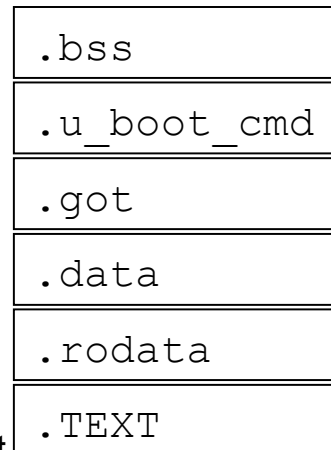 .bss
.u_boot_cmd
.got
.data
.rodata
.TEXT